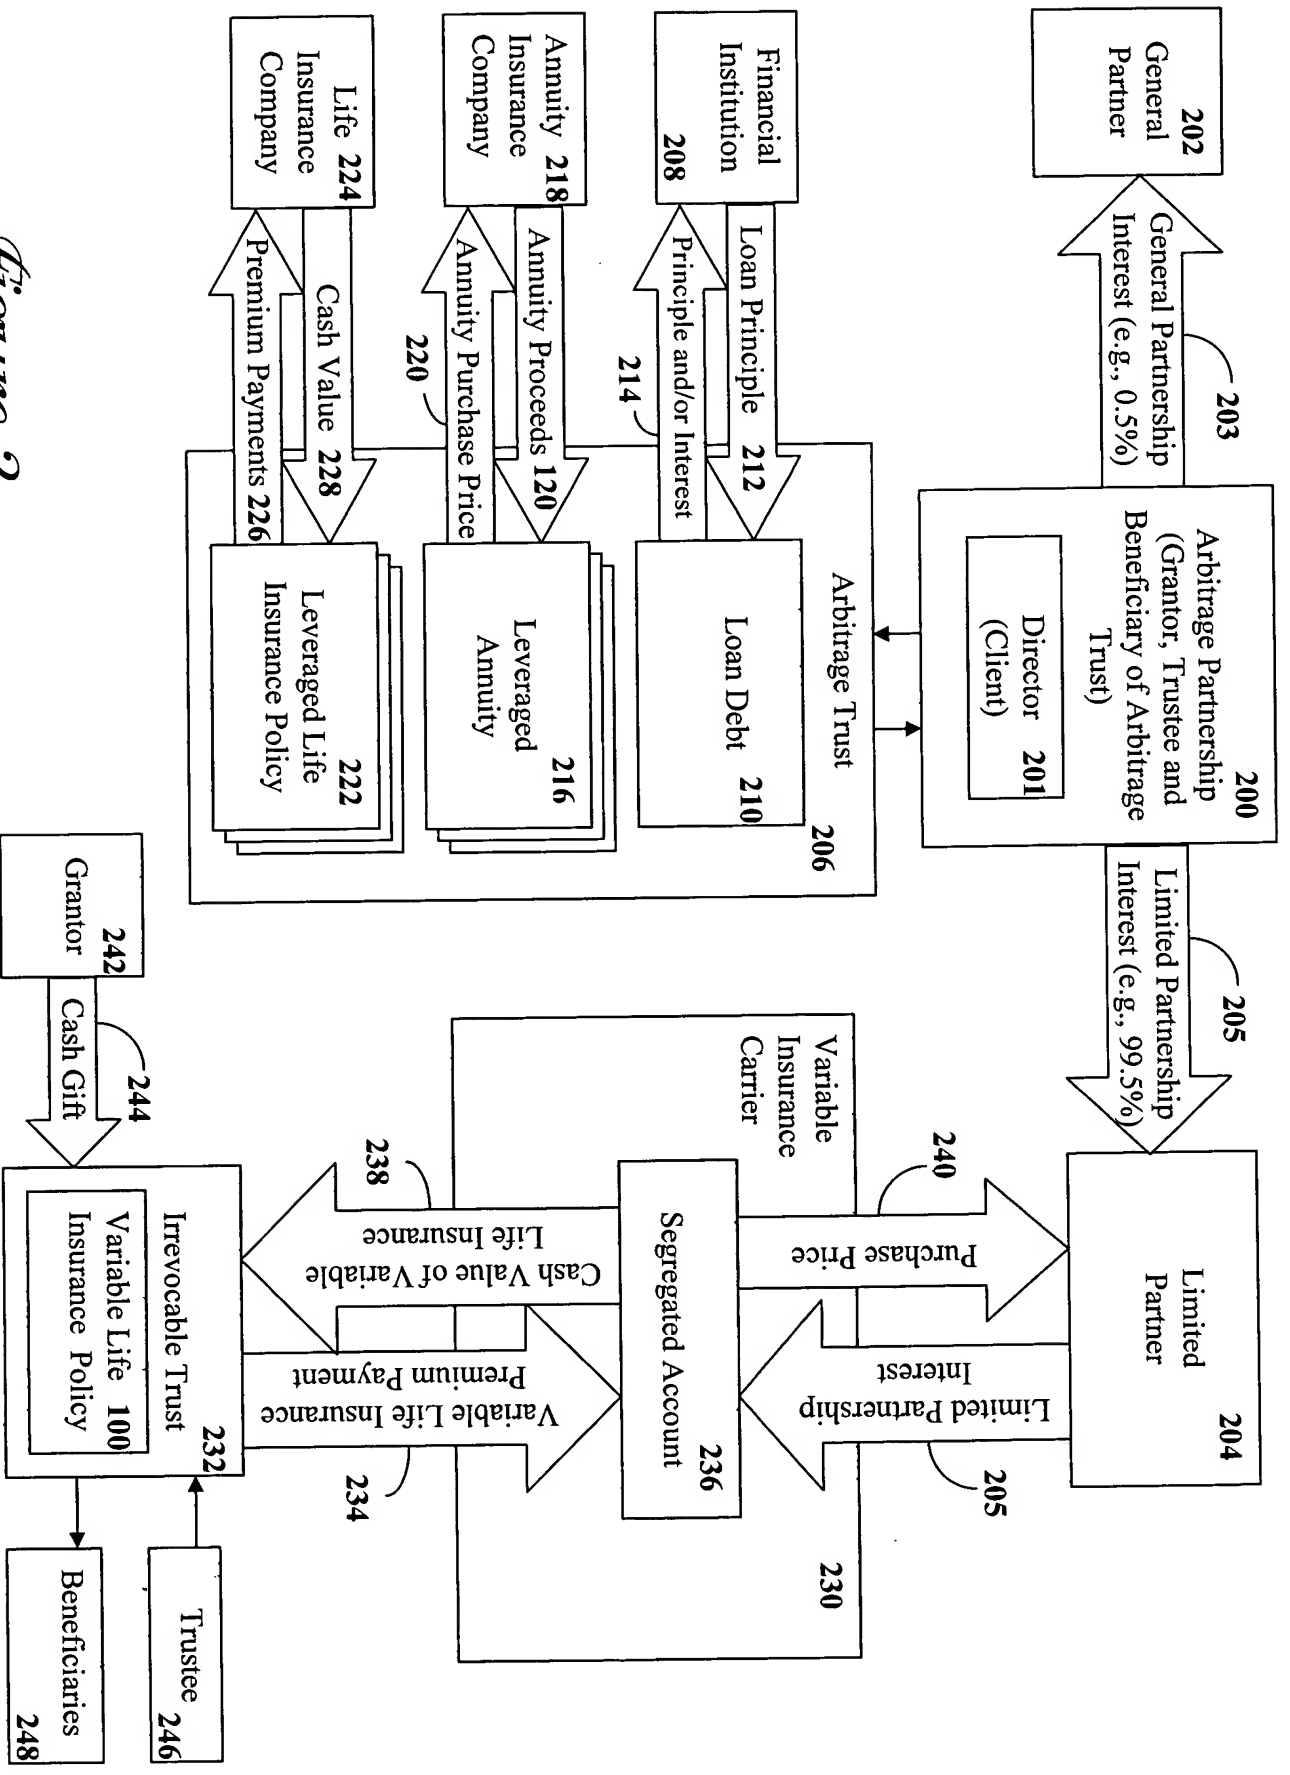 202
General
Partner
General Partnership
Interest (e.g., 0.5%)
203
Arbitrage Partnership
(Grantor, Trustee and
Beneficiary of Arbitrage
Trust)
200
Director
(Client)
201
Limited Partnership
Interest (e.g., 99.5%)
205
Limited
Partner
204
Financial
Institution
208
Loan Principle 212
Principle and/or Interest
214
Arbitrage Trust
206
Loan Debt
210
Annuity 218
Insurance
Company
Annuity Proceeds 120
Annuity Purchase Price
220
Leveraged
Annuity
216
Life 224
Insurance
Company
Cash Value 228
Premium Payments 226
Leveraged Life
Insurance Policy
222
Variable
Insurance
Carrier
230
240
Purchase Price
Limited Partnership
Interest
205
Segregated Account
236
238
Cash Value of Variable
Life Insurance
Variable Life Insurance
Premium Payment
234
Grantor
242
Cash Gift
244
Irrevocable Trust
232
Variable Life 100
Insurance Policy
Trustee
246
Beneficiaries
248
Figure 2